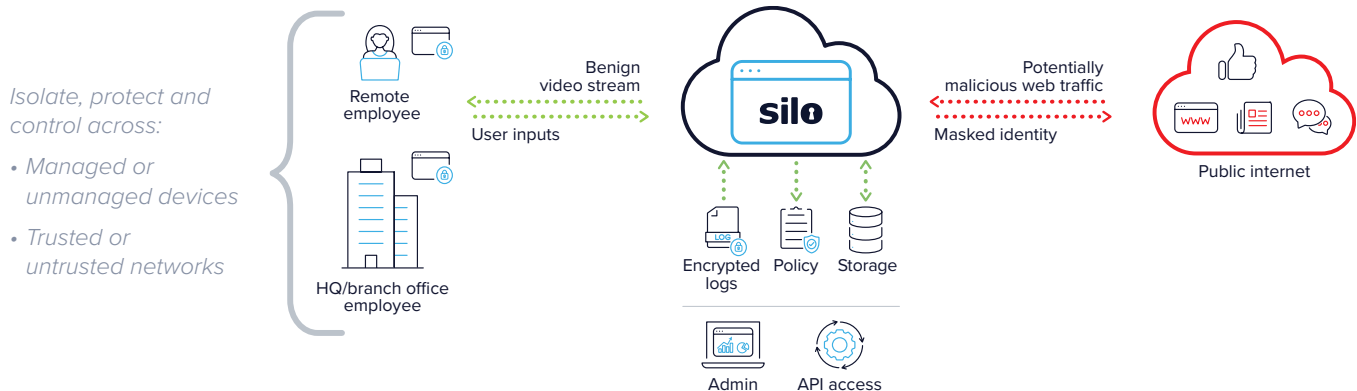 Isolate, protect and
control across:
• Managed or
unmanaged devices
• Trusted or
untrusted networks
Remote
employee
HQ/branch office
employee
Benign
video stream
User inputs
silo
Potentially
malicious web traffic
Masked identity
www
Public internet
LOG
Encrypted
logs
Policy
Storage
Admin
API access